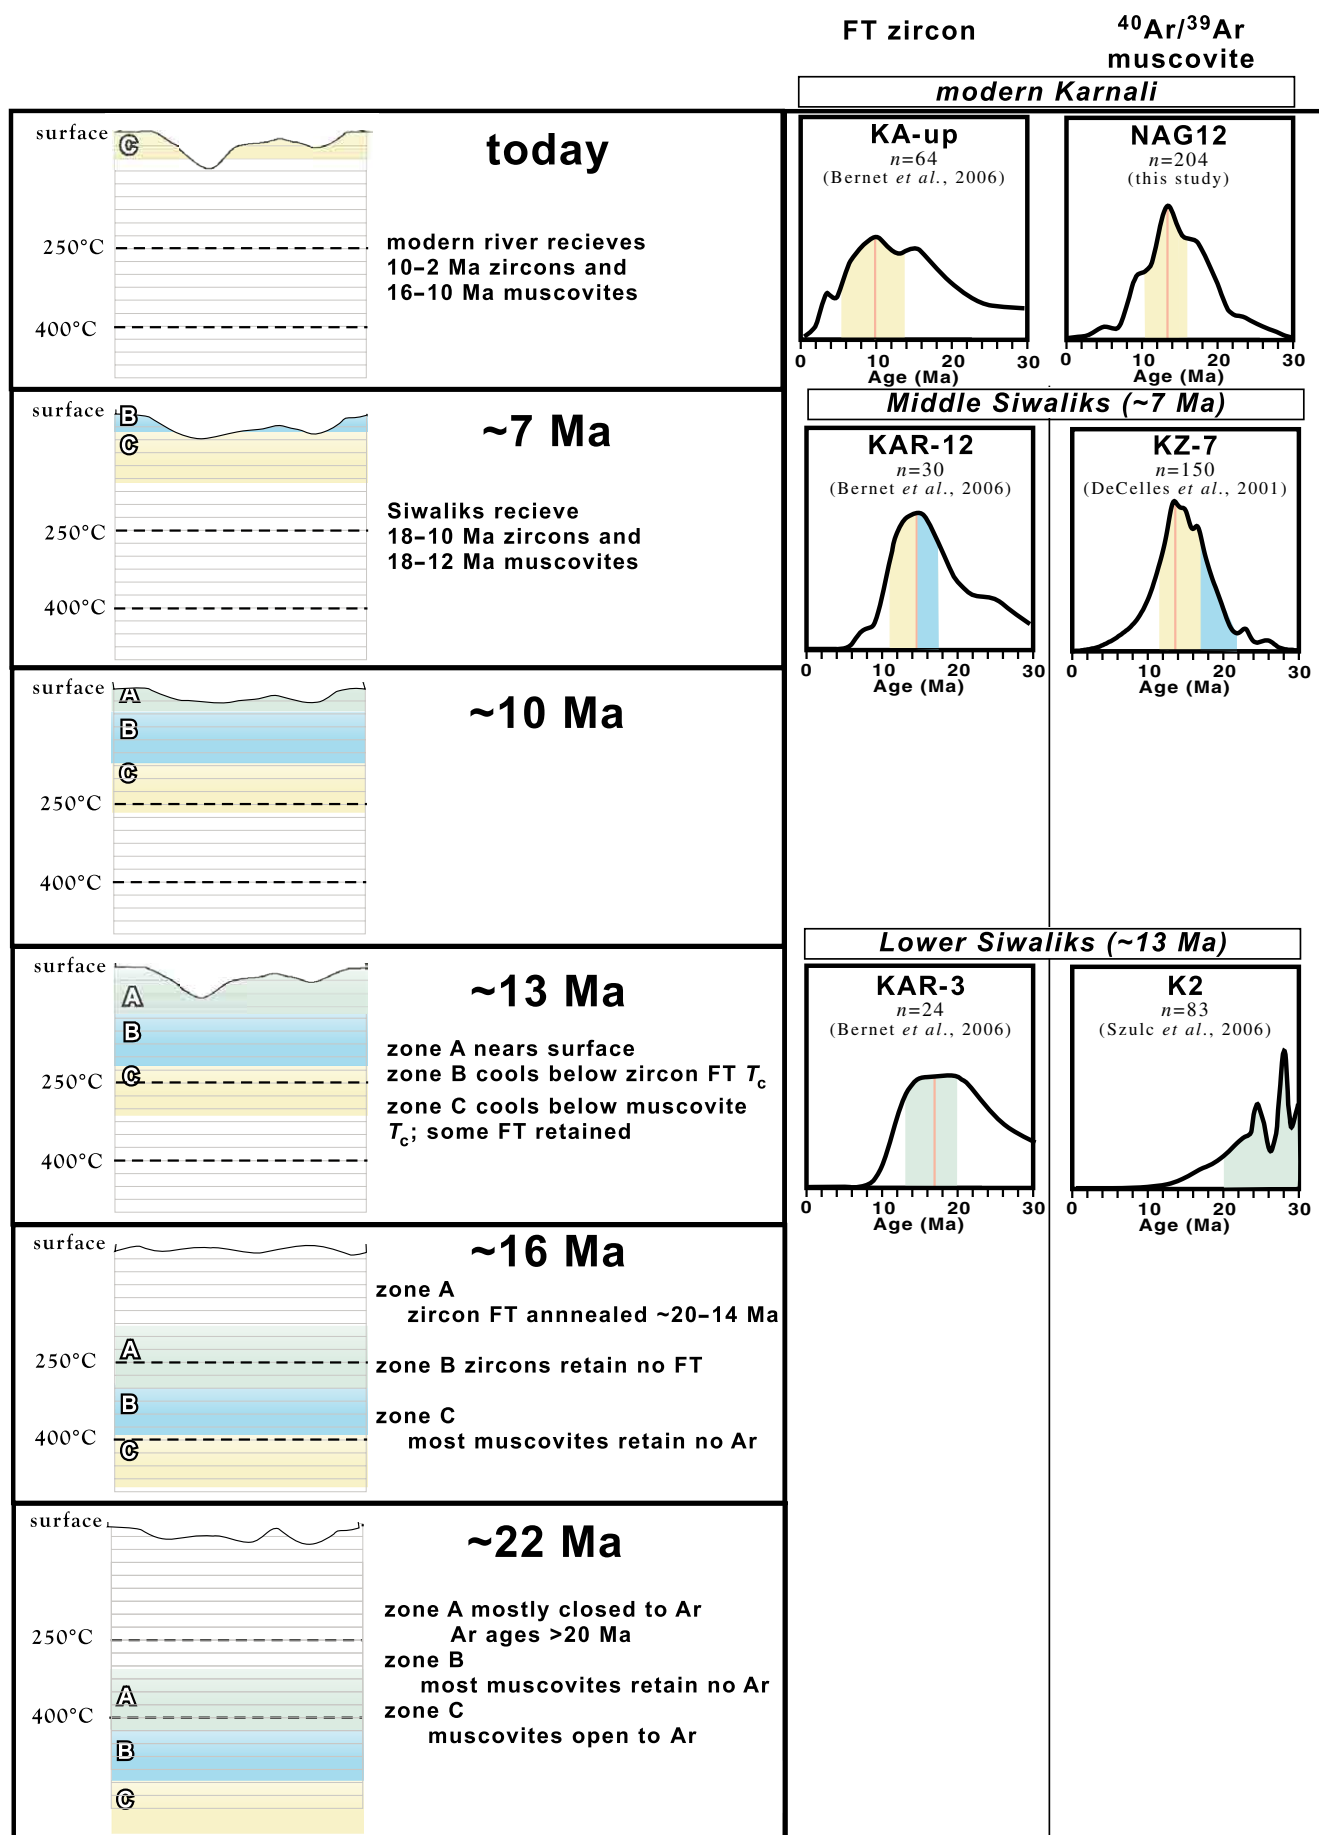 FT zircon
40Ar/39Ar
muscovite
modern Karnali
surface
C
today
250°C
modern river recieves
10–2 Ma zircons and
16–10 Ma muscovites
400°C
KA-up
n=64
(Bernet et al., 2006)
0 10 20 30
Age (Ma)
NAG12
n=204
(this study)
0 10 20 30
Age (Ma)
Middle Siwaliks (~7 Ma)
surface
B
C
~7 Ma
Siwaliks recieve
250°C
18–10 Ma zircons and
18–12 Ma muscovites
400°C
KAR-12
n=30
(Bernet et al., 2006)
0 10 20 30
Age (Ma)
KZ-7
n=150
(DeCelles et al., 2001)
0 10 20 30
Age (Ma)
surface
A
B
C
~10 Ma
250°C
400°C
Lower Siwaliks (~13 Ma)
surface
A
B
C
~13 Ma
zone A nears surface
zone B cools below zircon FT Tc
250°C
zone C cools below muscovite
Tc; some FT retained
400°C
KAR-3
n=24
(Bernet et al., 2006)
0 10 20 30
Age (Ma)
K2
n=83
(Szulc et al., 2006)
0 10 20 30
Age (Ma)
surface
~16 Ma
zone A
zircon FT annnealed ~20–14 Ma
A
250°C
zone B zircons retain no FT
B
zone C
400°C
most muscovites retain no Ar
C
surface
~22 Ma
zone A mostly closed to Ar
Ar ages >20 Ma
250°C
zone B
most muscovites retain no Ar
A
zone C
400°C
muscovites open to Ar
B
C